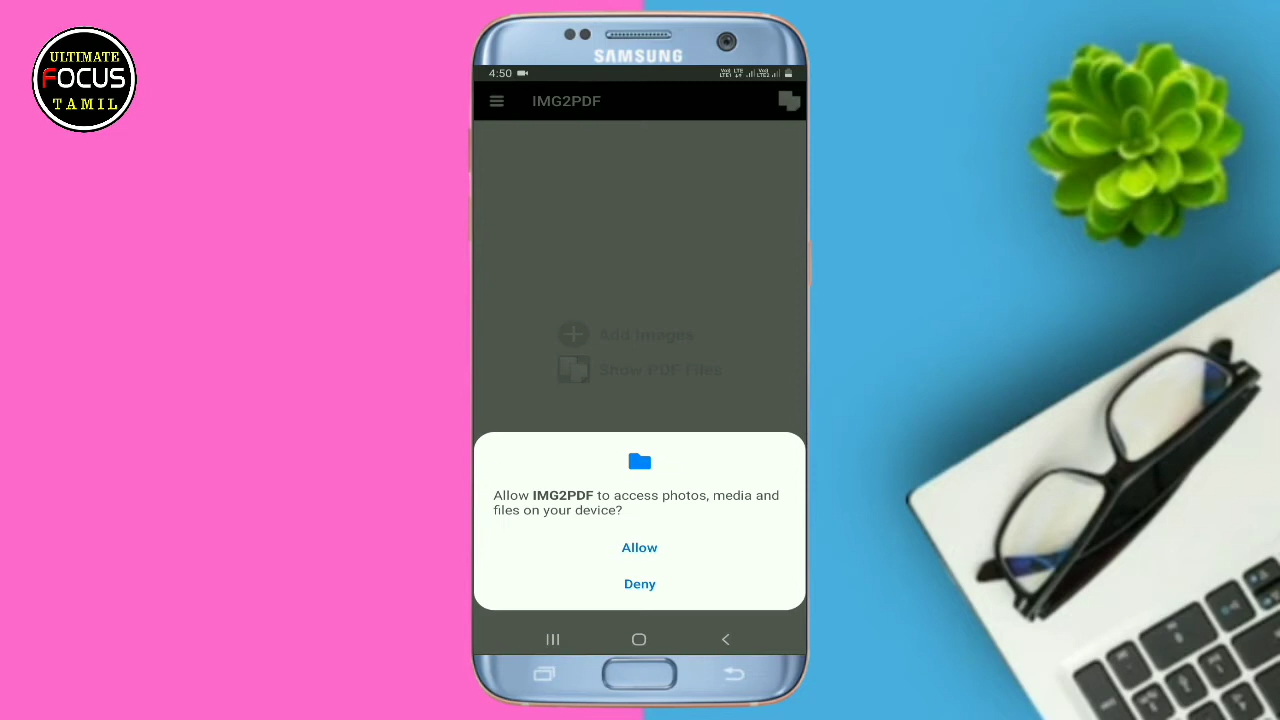 ULTIMATE
FOCUS
TAMIL
SAMSUNG
4:50
IMG2PDF
Add Images
Show PDF Files
Allow IMG2PDF to access photos, media and
files on your device?
Allow
Deny